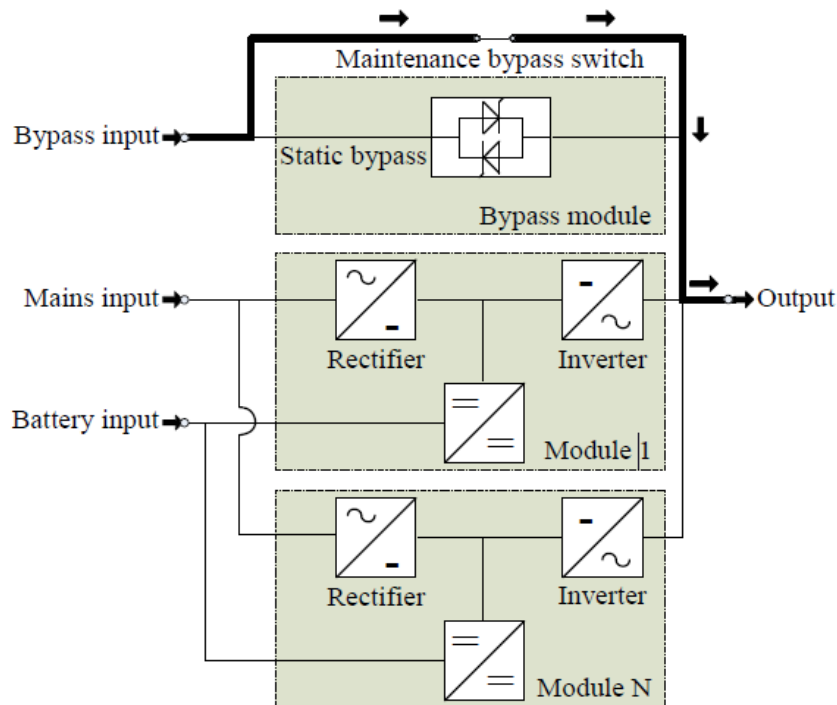 Maintenance bypass switch
Bypass input
Static bypass
Bypass module
Mains input
Output
Rectifier
Inverter
Battery input
Module 1
Rectifier
Inverter
Module N